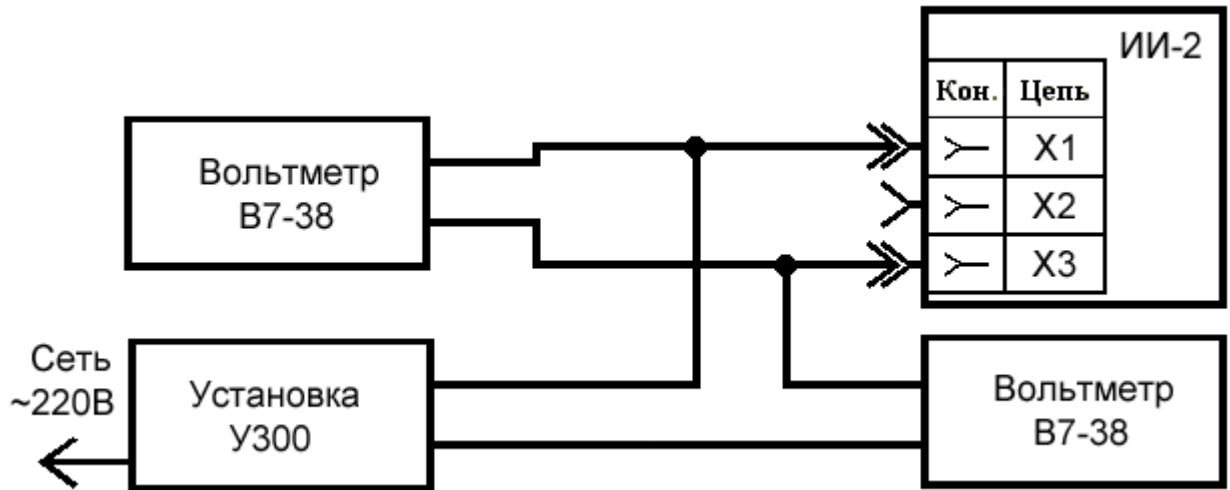 ИИ-2
Кон. Цепь
Х1
Х2
Х3
Вольтметр
В7-38
Сеть
~220В
Установка
У300
Вольтметр
В7-38